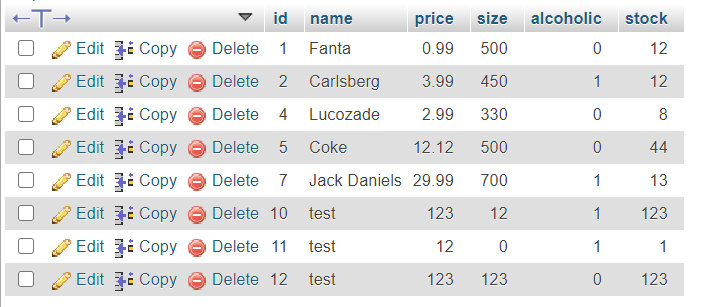 id name price size alcoholic stock
Edit Copy Delete 1 Fanta 0.99 500 0 12
Edit Copy Delete 2 Carlsberg 3.99 450 1 12
Edit Copy Delete 4 Lucozade 2.99 330 0 8
Edit Copy Delete 5 Coke 12.12 500 0 44
Edit Copy Delete 7 Jack Daniels 29.99 700 1 13
Edit Copy Delete 10 test 123 12 1 123
Edit Copy Delete 11 test 12 0 1 1
Edit Copy Delete 12 test 123 123 0 123